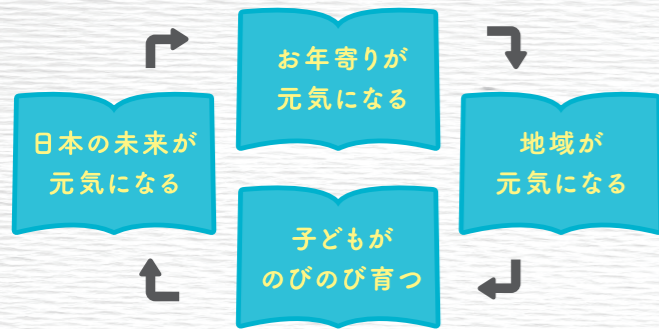 お年寄りが
元気になる
地域が
元気になる
子どもが
のびのび育つ
日本の未来が
元気になる